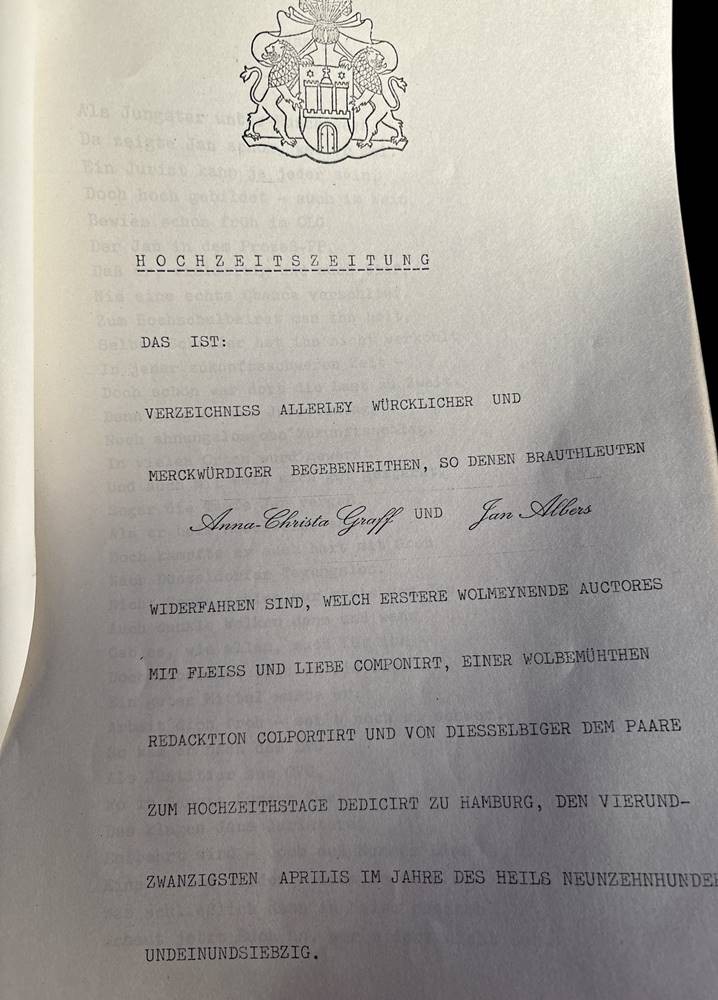 HOCHZEITSZEITUNG
DAS IST:
VERZEICHNISS ALLERLEY WÜRCKLICHER UND
MERCKWÜRDIGER BEGEBENHEITHEN, SO DENEN BRAUTHLEUTEN
Anna-Christa Graff UND Jan Albers
WIDERFAHREN SIND, WELCH ERSTERE WOLMEYNENDE AUCTORES
MIT FLEISS UND LIEBE COMPONIRT, EINER WOLBEMÜHTHEN
REDACKTION COLPORTIRT UND VON DIESSELBIGER DEM PAARE
ZUM HOCHZEITHSTAGE DEDICIRT ZU HAMBURG, DEN VIERUND-
ZWANZIGSTEN APRILIS IM JAHRE DES HEILS NEUNZEHNHUNDER
UNDEINUNDSIEBZIG.